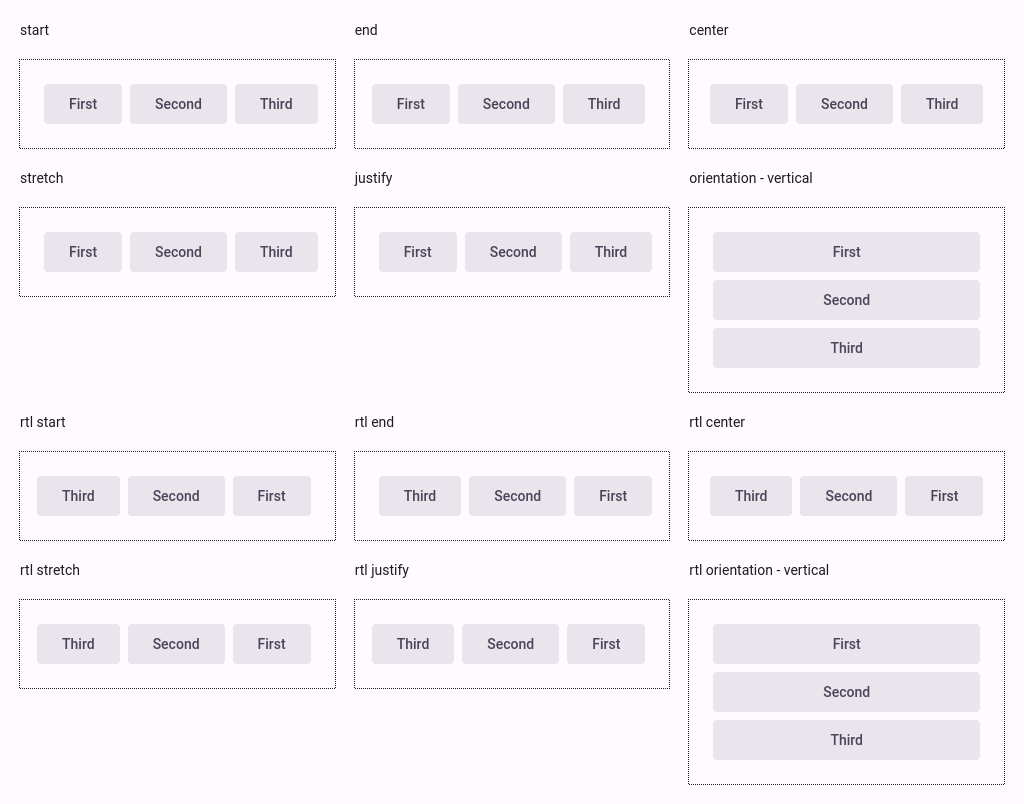 start
end
center
First Second Third
First Second Third
First Second Third
stretch
justify
orientation - vertical
First Second Third
First Second Third
First
Second
Third
rtl start
rtl end
rtl center
Third Second First
Third Second First
Third Second First
rtl stretch
rtl justify
rtl orientation - vertical
Third Second First
Third Second First
First
Second
Third